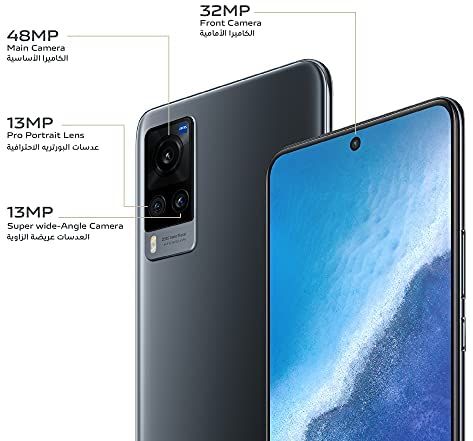 32MP
Front Camera
الكاميرا الأمامية
48MP
Main Camera
الكاميرا الأساسية
13MP
Pro Portrait Lens
عدسات البورتريه الاحترافية
13MP
Super wide-Angle Camera
العدسات عريضة الزاوية